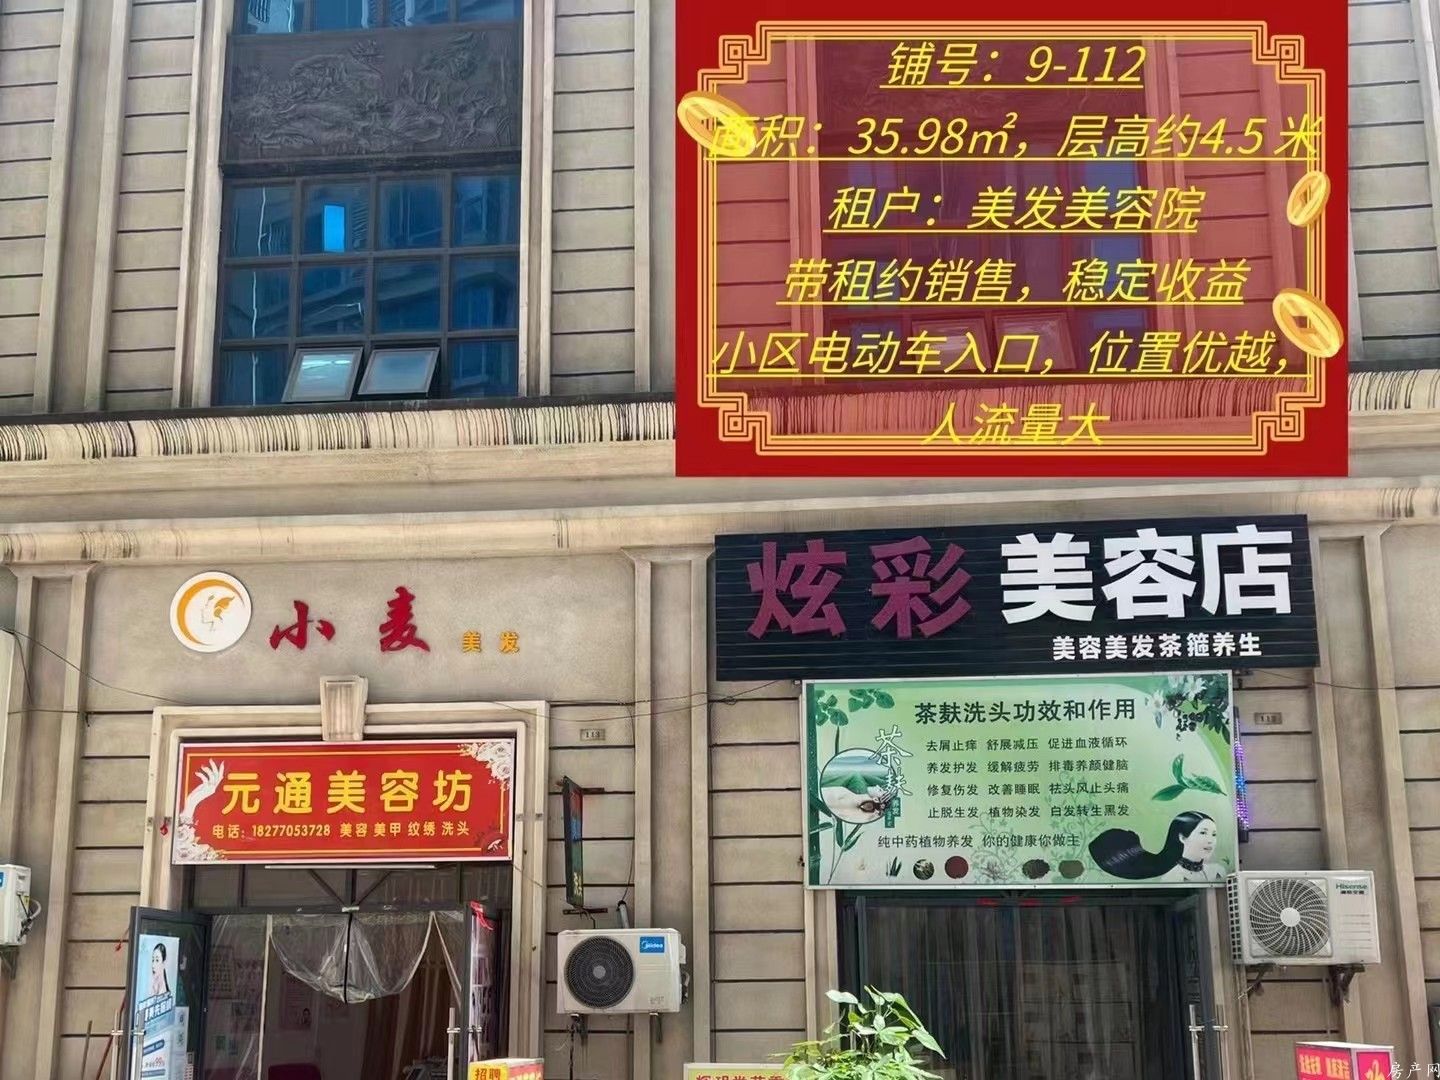 铺号：9-112
面积：35.98㎡，层高约4.5 米
租户：美发美容院
带租约销售，稳定收益
小区电动车入口，位置优越，
人流量大
小麦美发
炫彩美容店
美容美发茶箍养生
113
元通美容坊
电话：18277053728 美容 美甲 纹绣 洗头
茶麸洗头功效和作用
茶麸
去屑止痒 舒展减压 促进血液循环
养发护发 缓解疲劳 排毒养颜健脑
修复伤发 改善睡眠 祛头风止头痛
止脱生发 植物染发 白发转生黑发
纯中药植物养发 你的健康你做主
Hisense
Midea
招聘
房产网